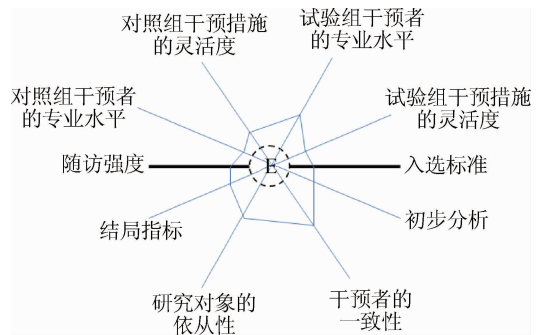 对照组干预措施
的灵活度
试验组干预者
的专业水平
对照组干预者
的专业水平
试验组干预措施
的灵活度
随访强度
E
入选标准
结局指标
初步分析
研究对象的
依从性
干预者的
一致性